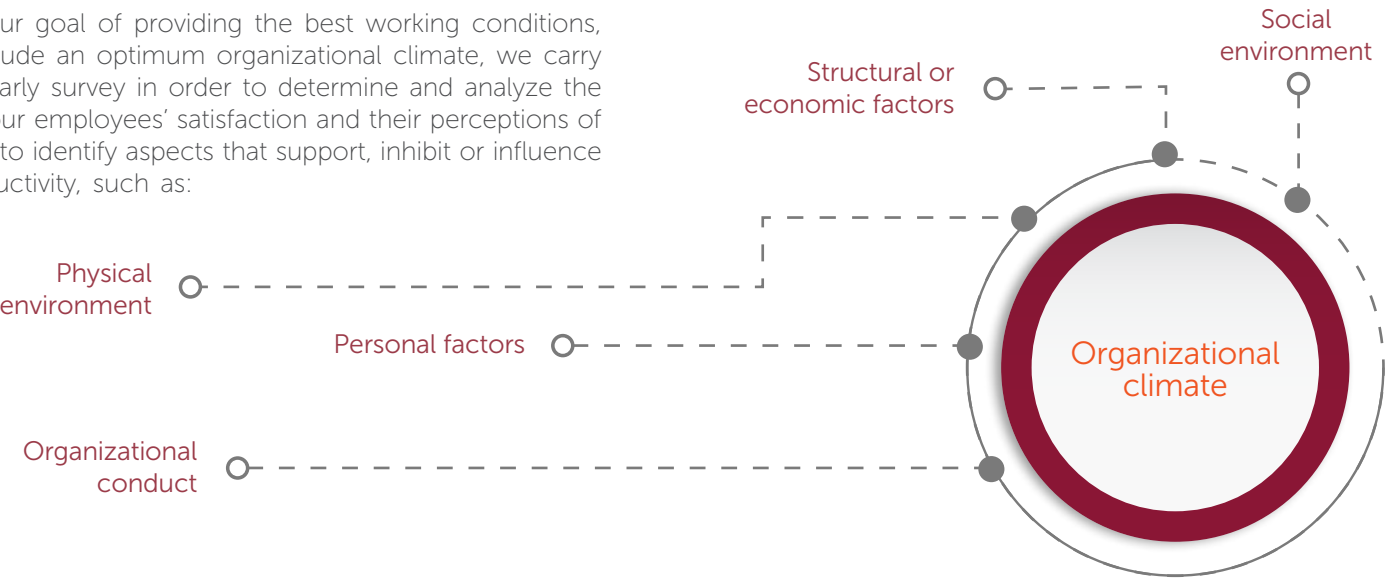 ur goal of providing the best working conditions,
lude an optimum organizational climate, we carry
arly survey in order to determine and analyze the
our employees’ satisfaction and their perceptions of
to identify aspects that support, inhibit or influence
uctivity, such as:
Social
environment
Structural or
economic factors
Physical
environment
Personal factors
Organizational
climate
Organizational
conduct